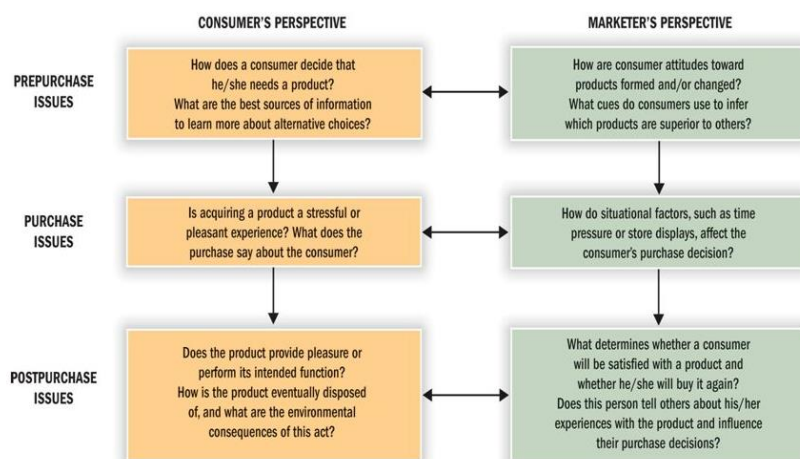 CONSUMER'S PERSPECTIVE
MARKETER'S PERSPECTIVE
PREPURCHASE
ISSUES
How does a consumer decide that
he/she needs a product?
What are the best sources of information
to learn more about alternative choices?
How are consumer attitudes toward
products formed and/or changed?
What cues do consumers use to infer
which products are superior to others?
PURCHASE
ISSUES
Is acquiring a product a stressful or
pleasant experience? What does the
purchase say about the consumer?
How do situational factors, such as time
pressure or store displays, affect the
consumer's purchase decision?
POSTPURCHASE
ISSUES
Does the product provide pleasure or
perform its intended function?
How is the product eventually disposed
of, and what are the environmental
consequences of this act?
What determines whether a consumer
will be satisfied with a product and
whether he/she will buy it again?
Does this person tell others about his/her
experiences with the product and influence
their purchase decisions?